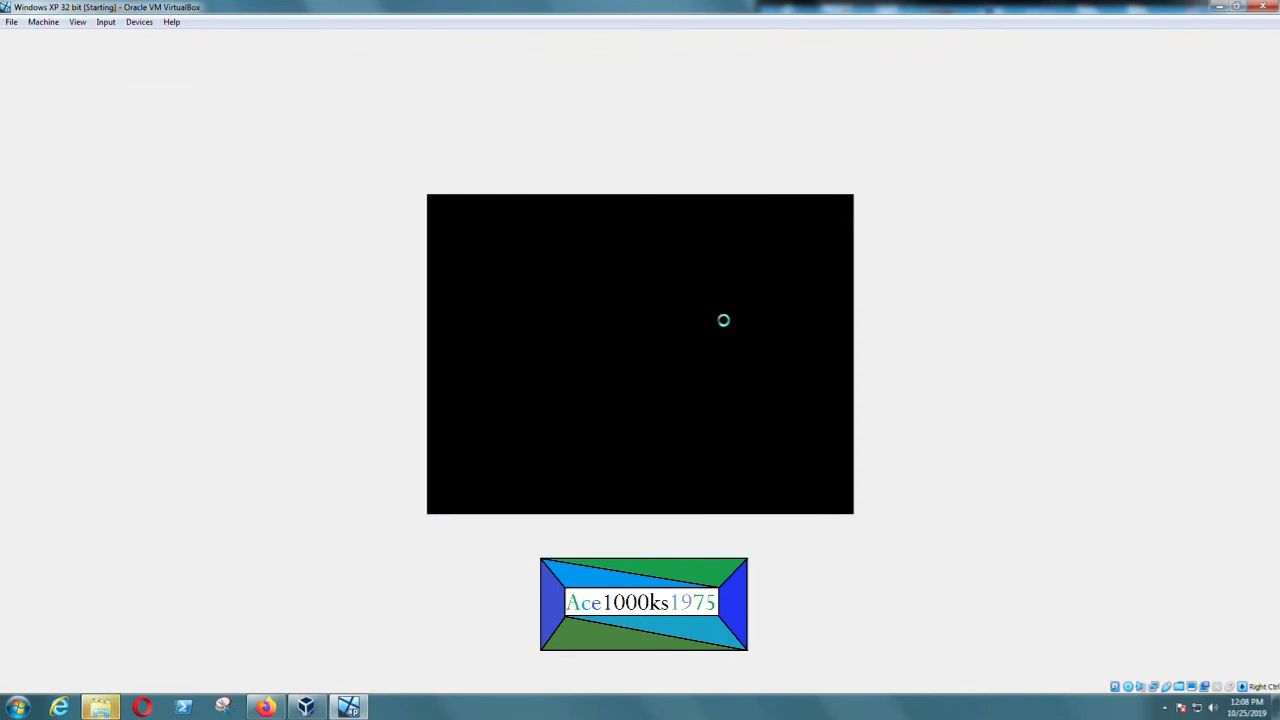 Windows XP 32 bit [Starting] - Oracle VM VirtualBox
File Machine View Input Devices Help
Ace1000ks1975
Right Ctrl
xp
12:08 PM
10/25/2019